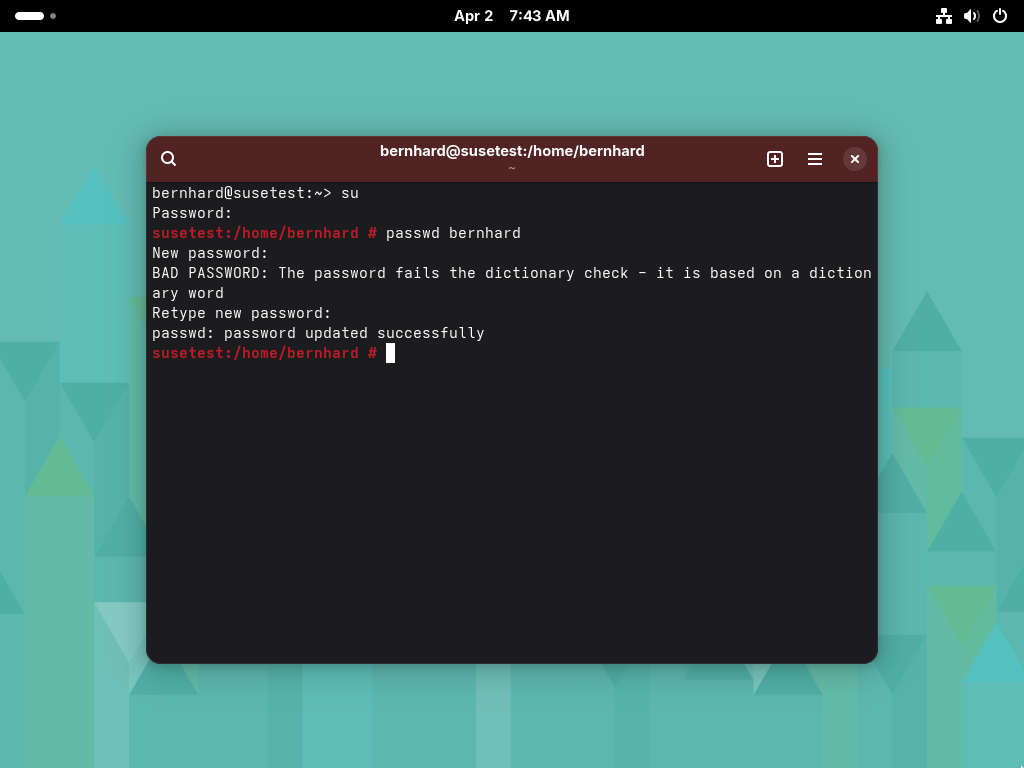 Apr 2 7:43 AM
bernhard@susetest:/home/bernhard
~
bernhard@susetest:~> su
Password:
susetest:/home/bernhard # passwd bernhard
New password:
BAD PASSWORD: The password fails the dictionary check - it is based on a diction
ary word
Retype new password:
passwd: password updated successfully
susetest:/home/bernhard #